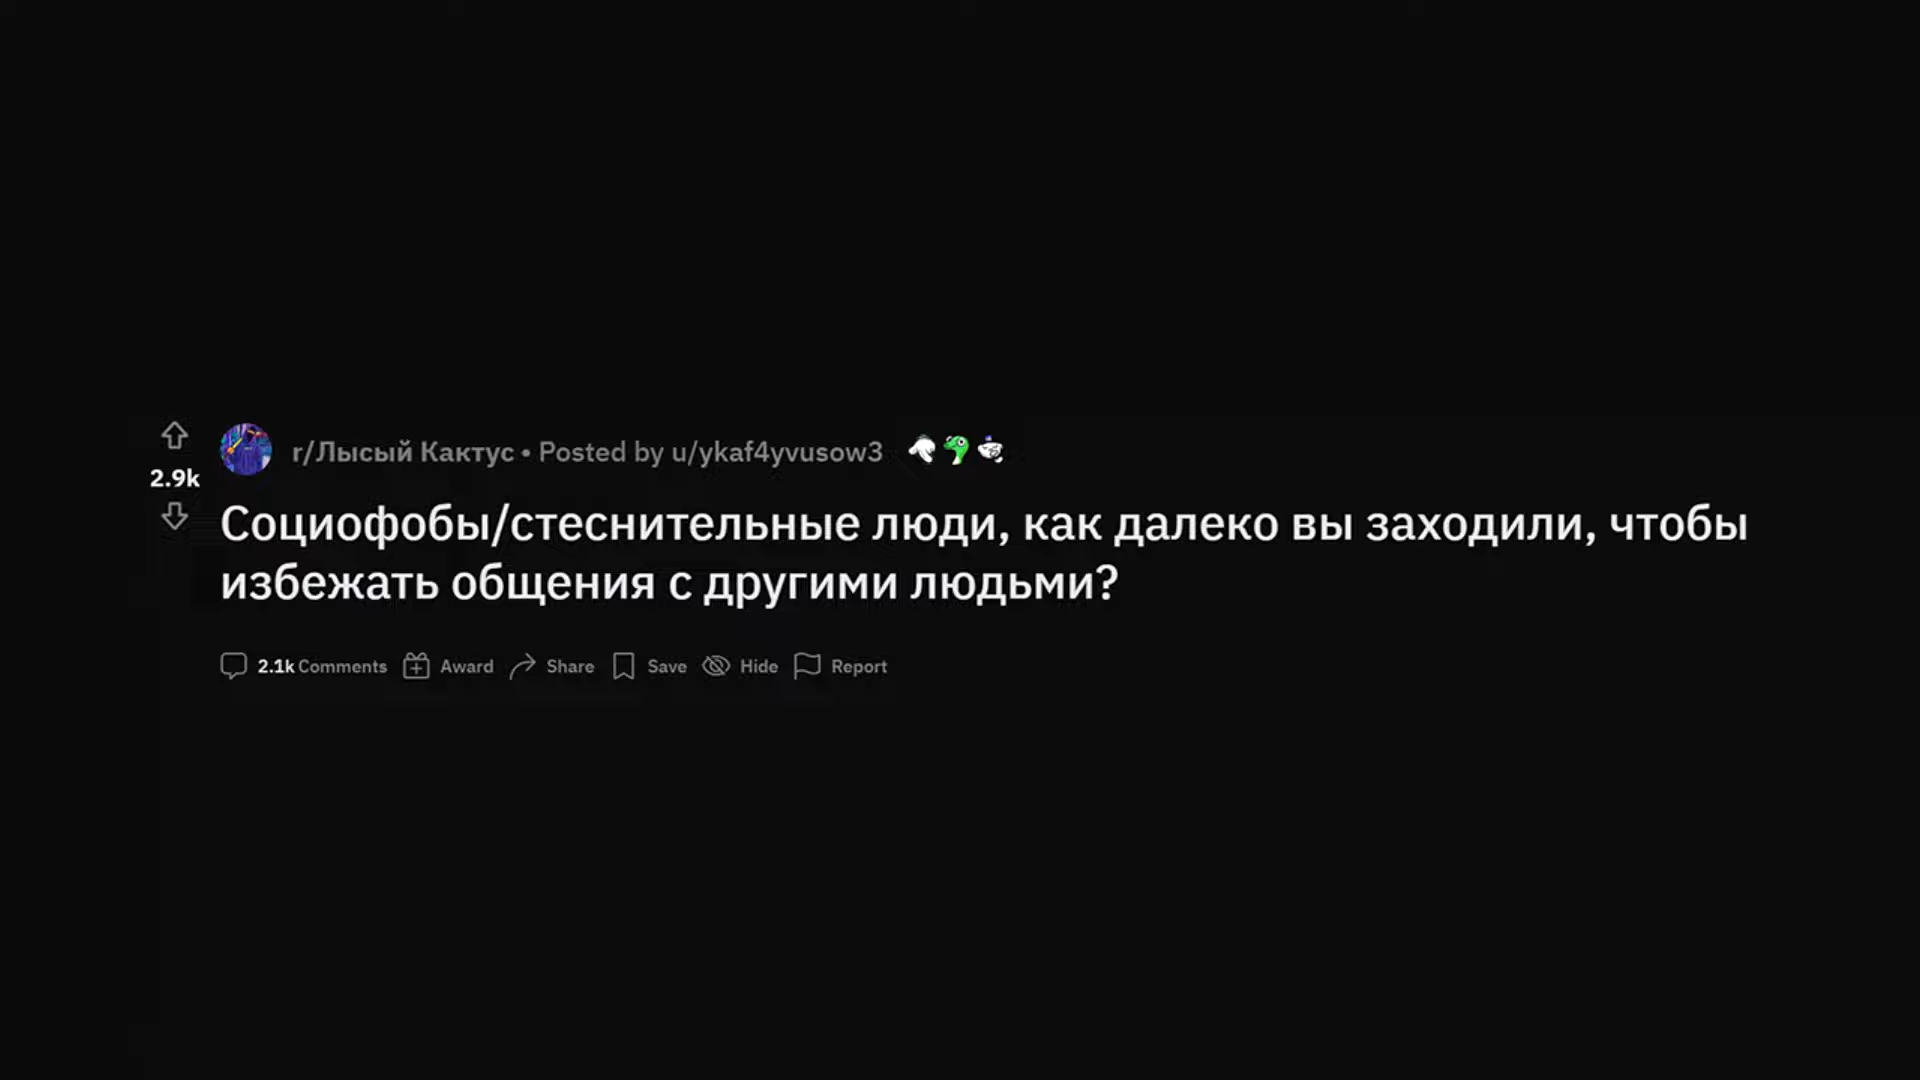 r/Лысый Кактус • Posted by u/ykaf4yvusow3
2.9k
Социофобы/стеснительные люди, как далеко вы заходили, чтобы
избежать общения с другими людьми?
2.1k Comments Award Share Save Hide Report